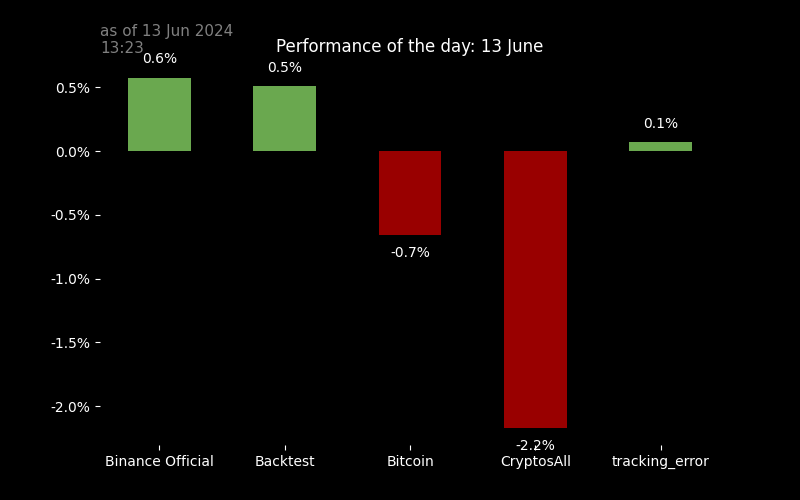 as of 13 Jun 2024
13:23
Performance of the day: 13 June
0.6%
0.5%
0.5%
0.1%
0.0%
-0.5%
-0.7%
-1.0%
-1.5%
-2.0%
-2.2%
Binance Official
Backtest
Bitcoin
CryptosAll
tracking_error